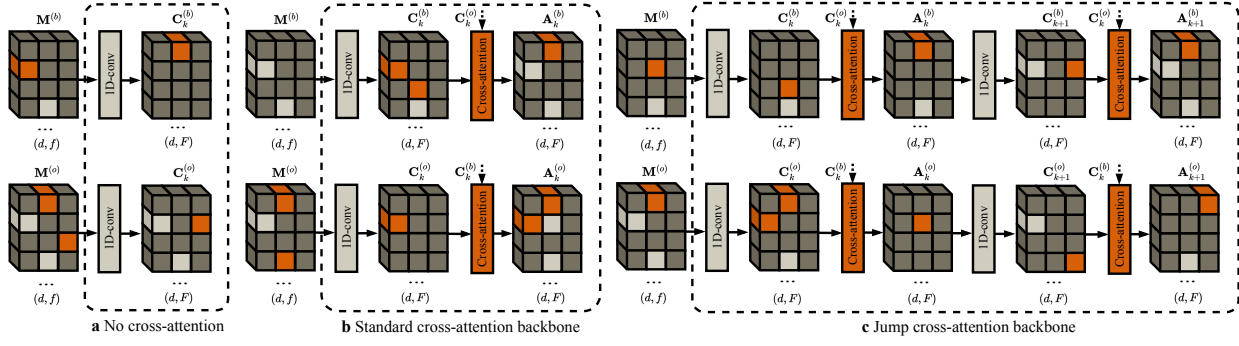 M^(b) C_k^(b) M^(b) C_k^(b) C_k^(o) A_k^(b) M^(b) C_k^(b) C_k^(o) A_k^(b) C_{k+1}^(b) C_k^(o) A_{k+1}^(b)
1D-conv 1D-conv Cross-attention 1D-conv Cross-attention 1D-conv Cross-attention
... ... ... ... ... ... ... ... ... ...
(d, f) (d, F) (d, f) (d, F) (d, F) (d, f) (d, F) (d, F) (d, F) (d, F)
M^(o) C_k^(o) M^(o) C_k^(o) C_k^(b) A_k^(o) M^(o) C_k^(o) C_k^(b) A_k^(o) C_{k+1}^(o) C_k^(b) A_{k+1}^(o)
1D-conv 1D-conv Cross-attention 1D-conv Cross-attention 1D-conv Cross-attention
... ... ... ... ... ... ... ... ... ...
(d, f) (d, F) (d, f) (d, F) (d, F) (d, f) (d, F) (d, F) (d, F) (d, F)
a No cross-attention b Standard cross-attention backbone c Jump cross-attention backbone